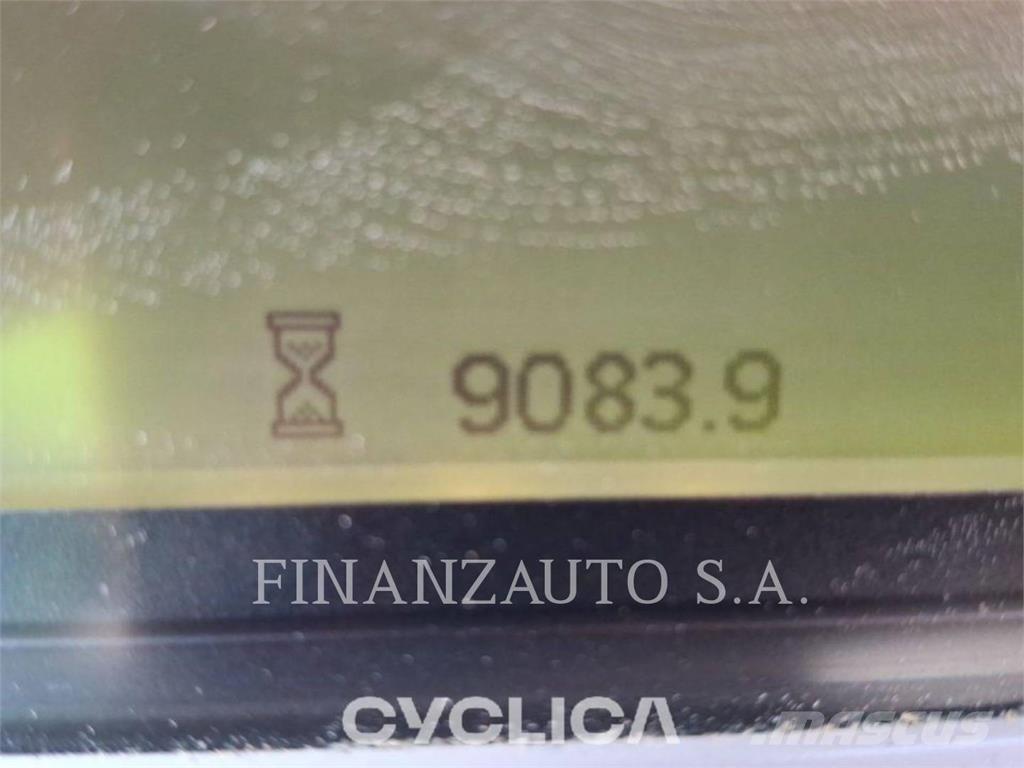 9083.9
FINANZAUTO S.A.
CYCLICA
MASCUS